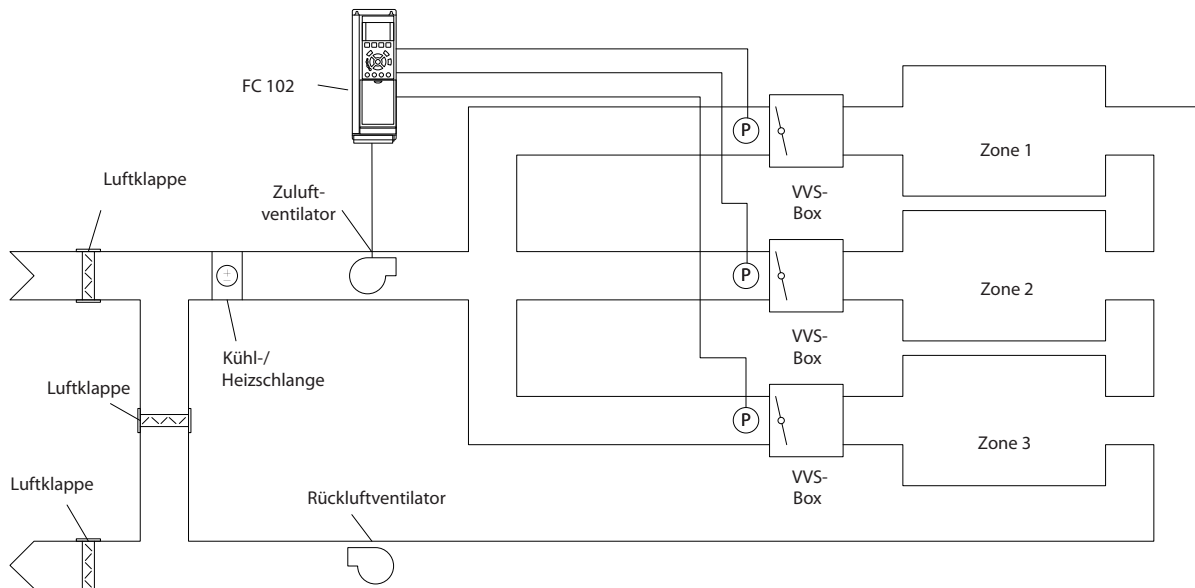 FC 102
P
Zone 1
Luftklappe
Zuluft-
ventilator
VVS-
Box
P
Zone 2
Kühl-/
Heizschlange
VVS-
Box
Luftklappe
P
Zone 3
Luftklappe
Rückluftventilator
VVS-
Box